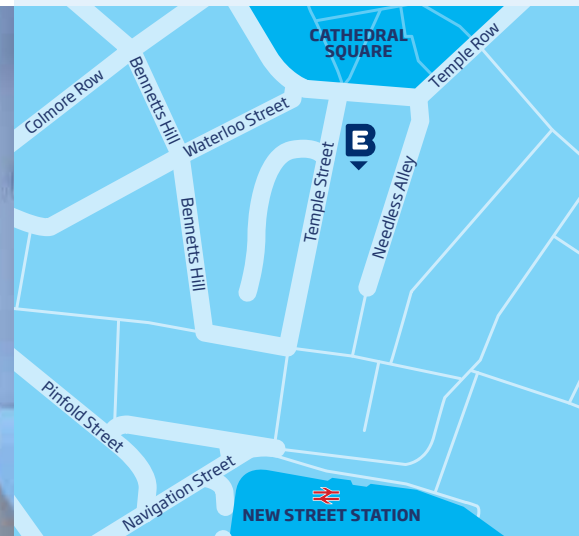 CATHEDRAL
SQUARE
Temple Row
Colmore Row
Bennetts Hill
Waterloo Street
E
Temple Street
Needless Alley
Bennetts Hill
Pinfold Street
Navigation Street
NEW STREET STATION